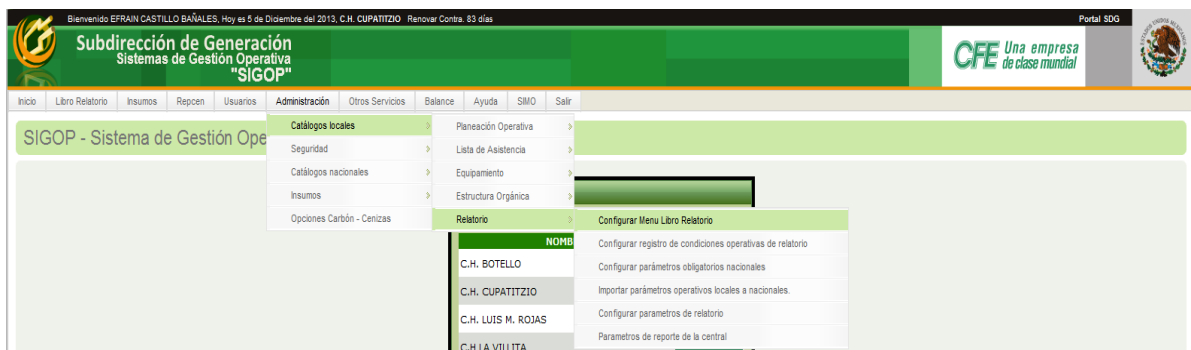 Bienvenido EFRAIN CASTILLO BAÑALES, Hoy es 5 de Diciembre del 2013, C.H. CUPATITZIO Renovar Contra. 83 días
Portal SDG
Subdirección de Generación
Sistemas de Gestión Operativa
"SIGOP"
CFE Una empresa
de clase mundial
Inicio Libro Relatorio Insumos Repcen Usuarios Administración Otros Servicios Balance Ayuda SIMO Salir
SIGOP - Sistema de Gestión Ope
Catálogos locales
Seguridad
Catálogos nacionales
Insumos
Opciones Carbón - Cenizas
Planeación Operativa
Lista de Asistencia
Equipamiento
Estructura Orgánica
Relatorio
Configurar Menu Libro Relatorio
Configurar registro de condiciones operativas de relatorio
Configurar parámetros obligatorios nacionales
Importar parámetros operativos locales a nacionales.
Configurar parametros de relatorio
Parametros de reporte de la central
NOMB
C.H. BOTELLO
C.H. CUPATITZIO
C.H. LUIS M. ROJAS
C.H LA VILLITA